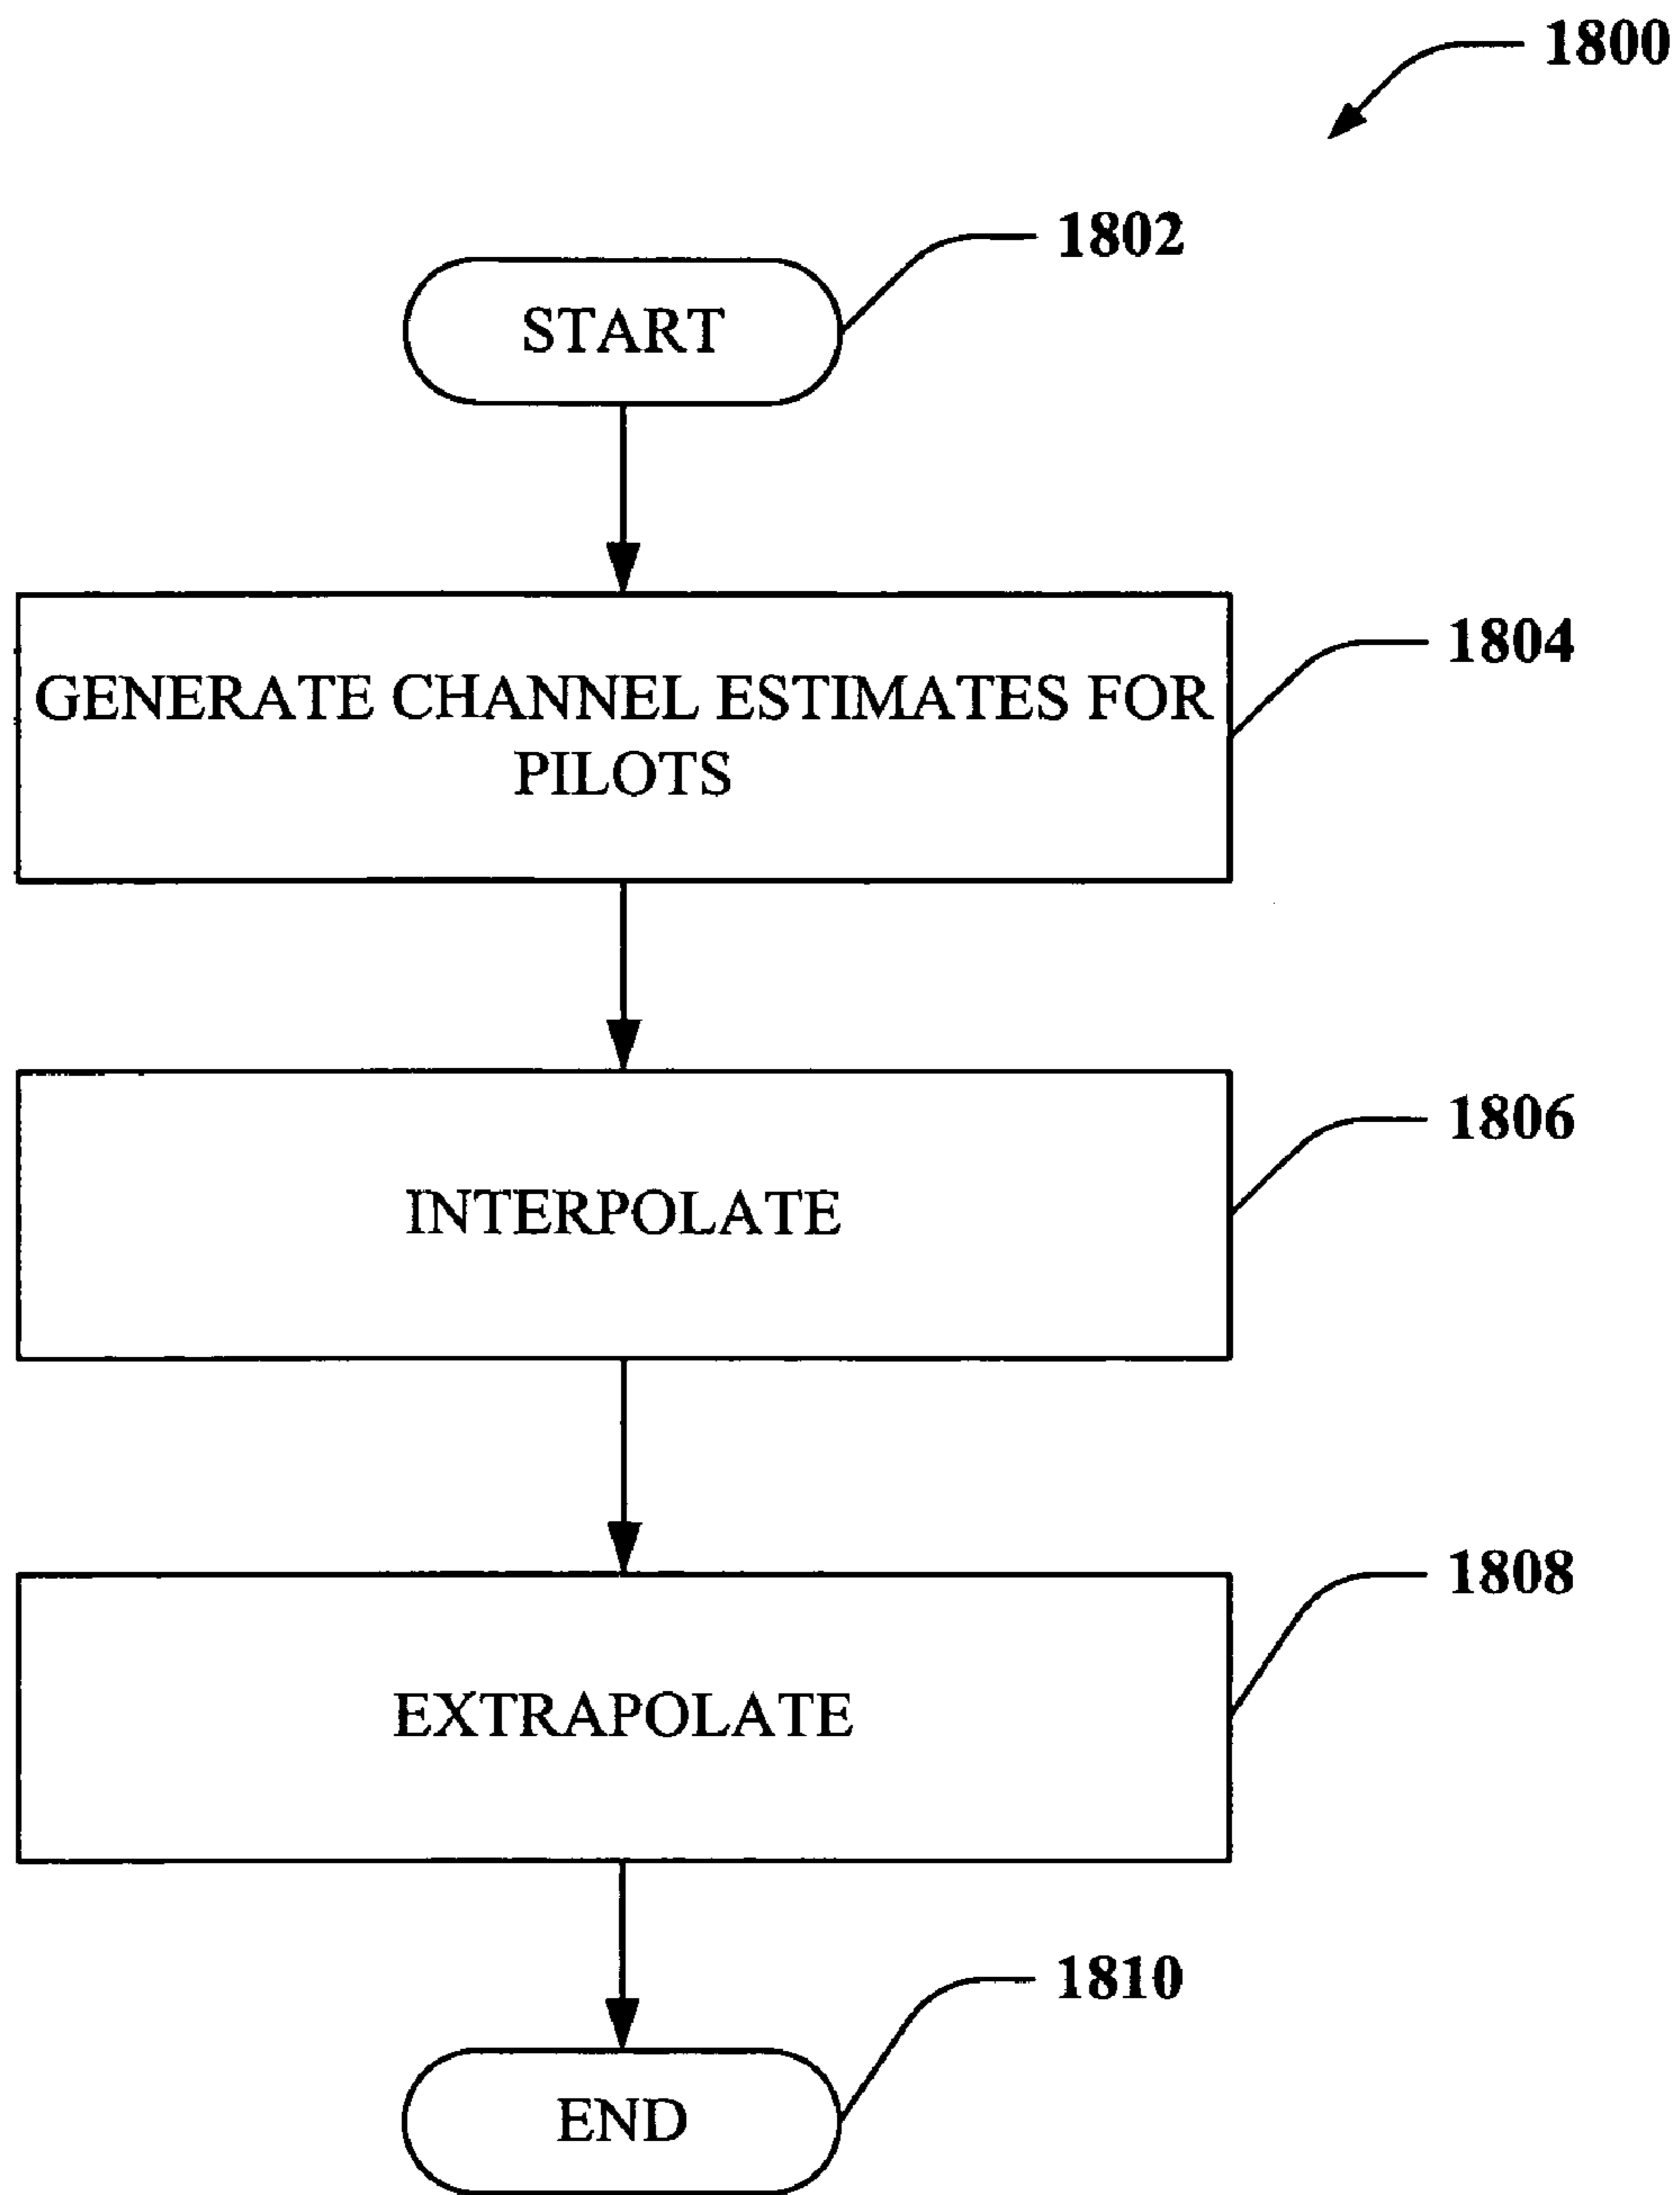 1800
1802
START
1804
GENERATE CHANNEL ESTIMATES FOR
PILOTS
1806
INTERPOLATE
1808
EXTRAPOLATE
1810
END